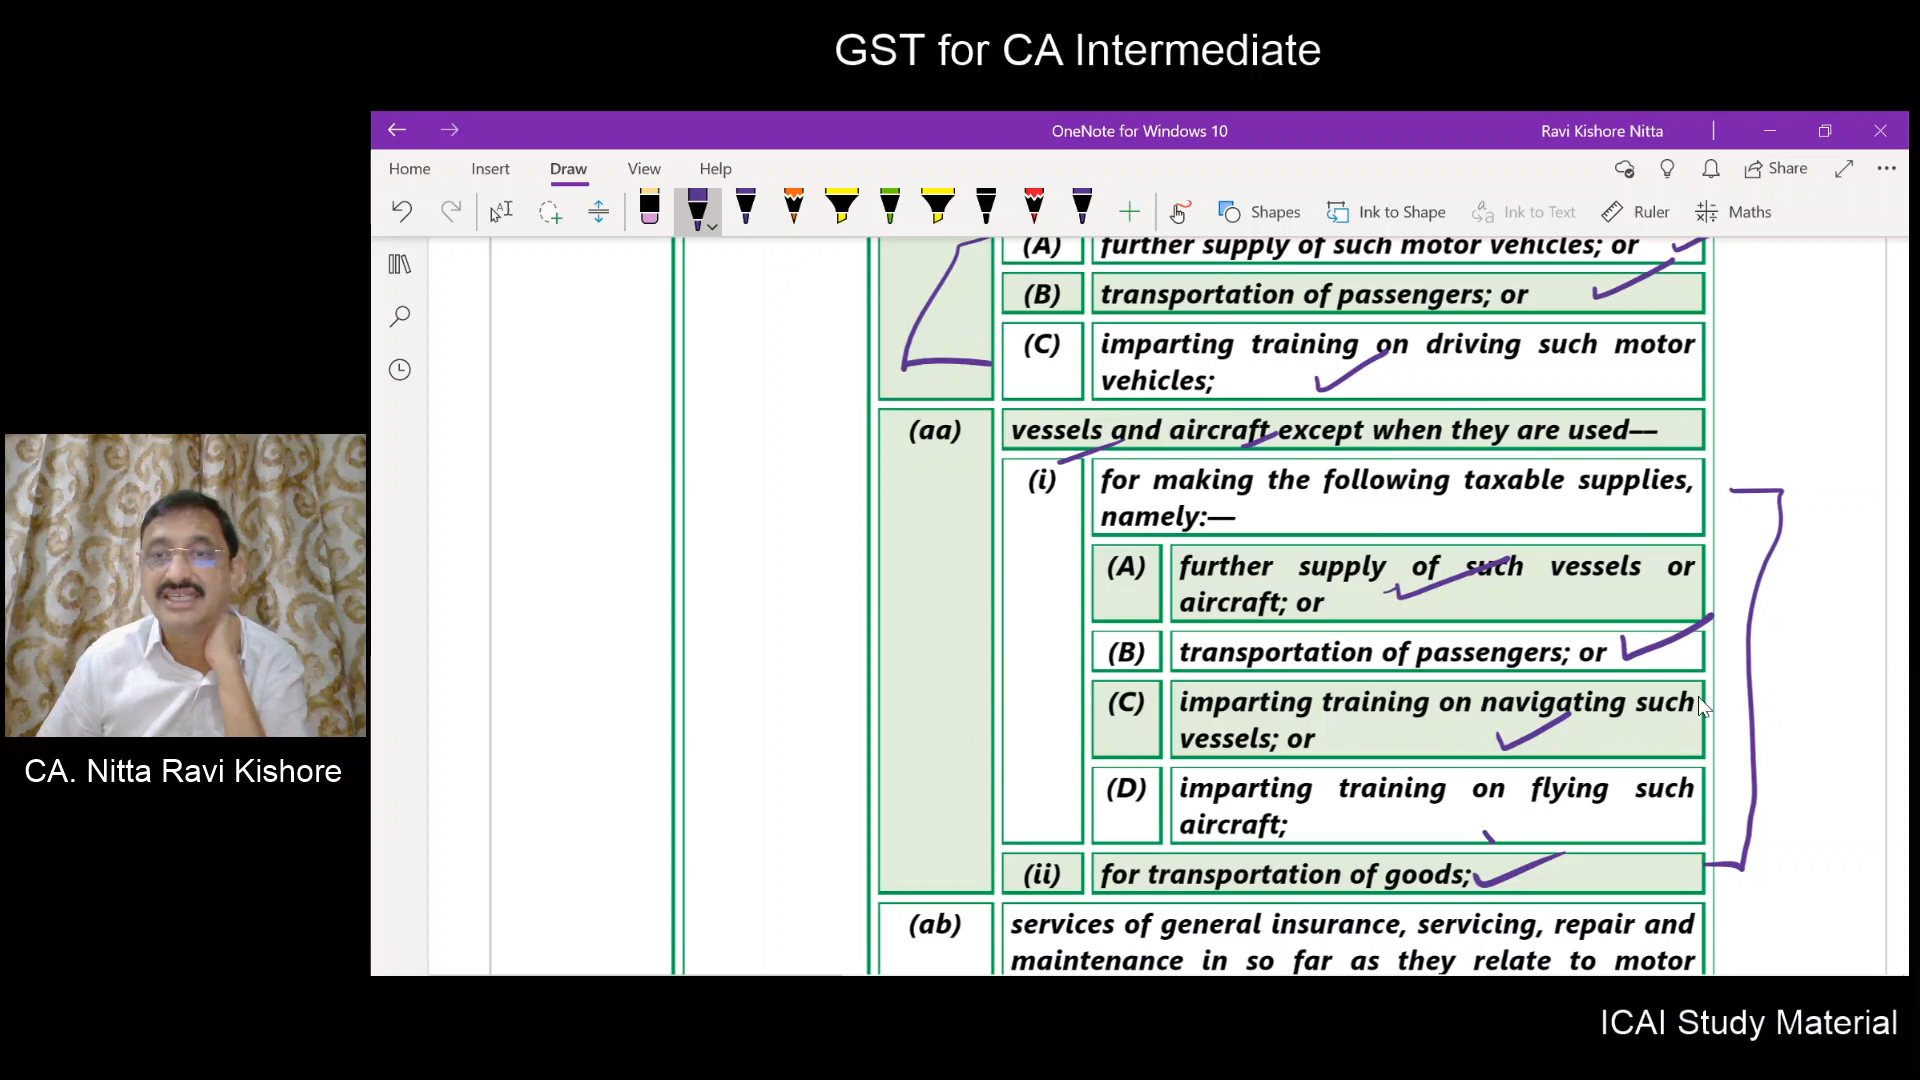 GST for CA Intermediate
OneNote for Windows 10
Ravi Kishore Nitta
Home Insert Draw View Help
Share
Shapes Ink to Shape Ink to Text Ruler Maths
(A) further supply of such motor vehicles; or
(B) transportation of passengers; or
(C) imparting training on driving such motor
vehicles;
(aa) vessels and aircraft except when they are used––
(i) for making the following taxable supplies,
namely:—
(A) further supply of such vessels or
aircraft; or
(B) transportation of passengers; or
(C) imparting training on navigating such
vessels; or
(D) imparting training on flying such
aircraft;
(ii) for transportation of goods;
(ab) services of general insurance, servicing, repair and
maintenance in so far as they relate to motor
CA. Nitta Ravi Kishore
ICAI Study Material